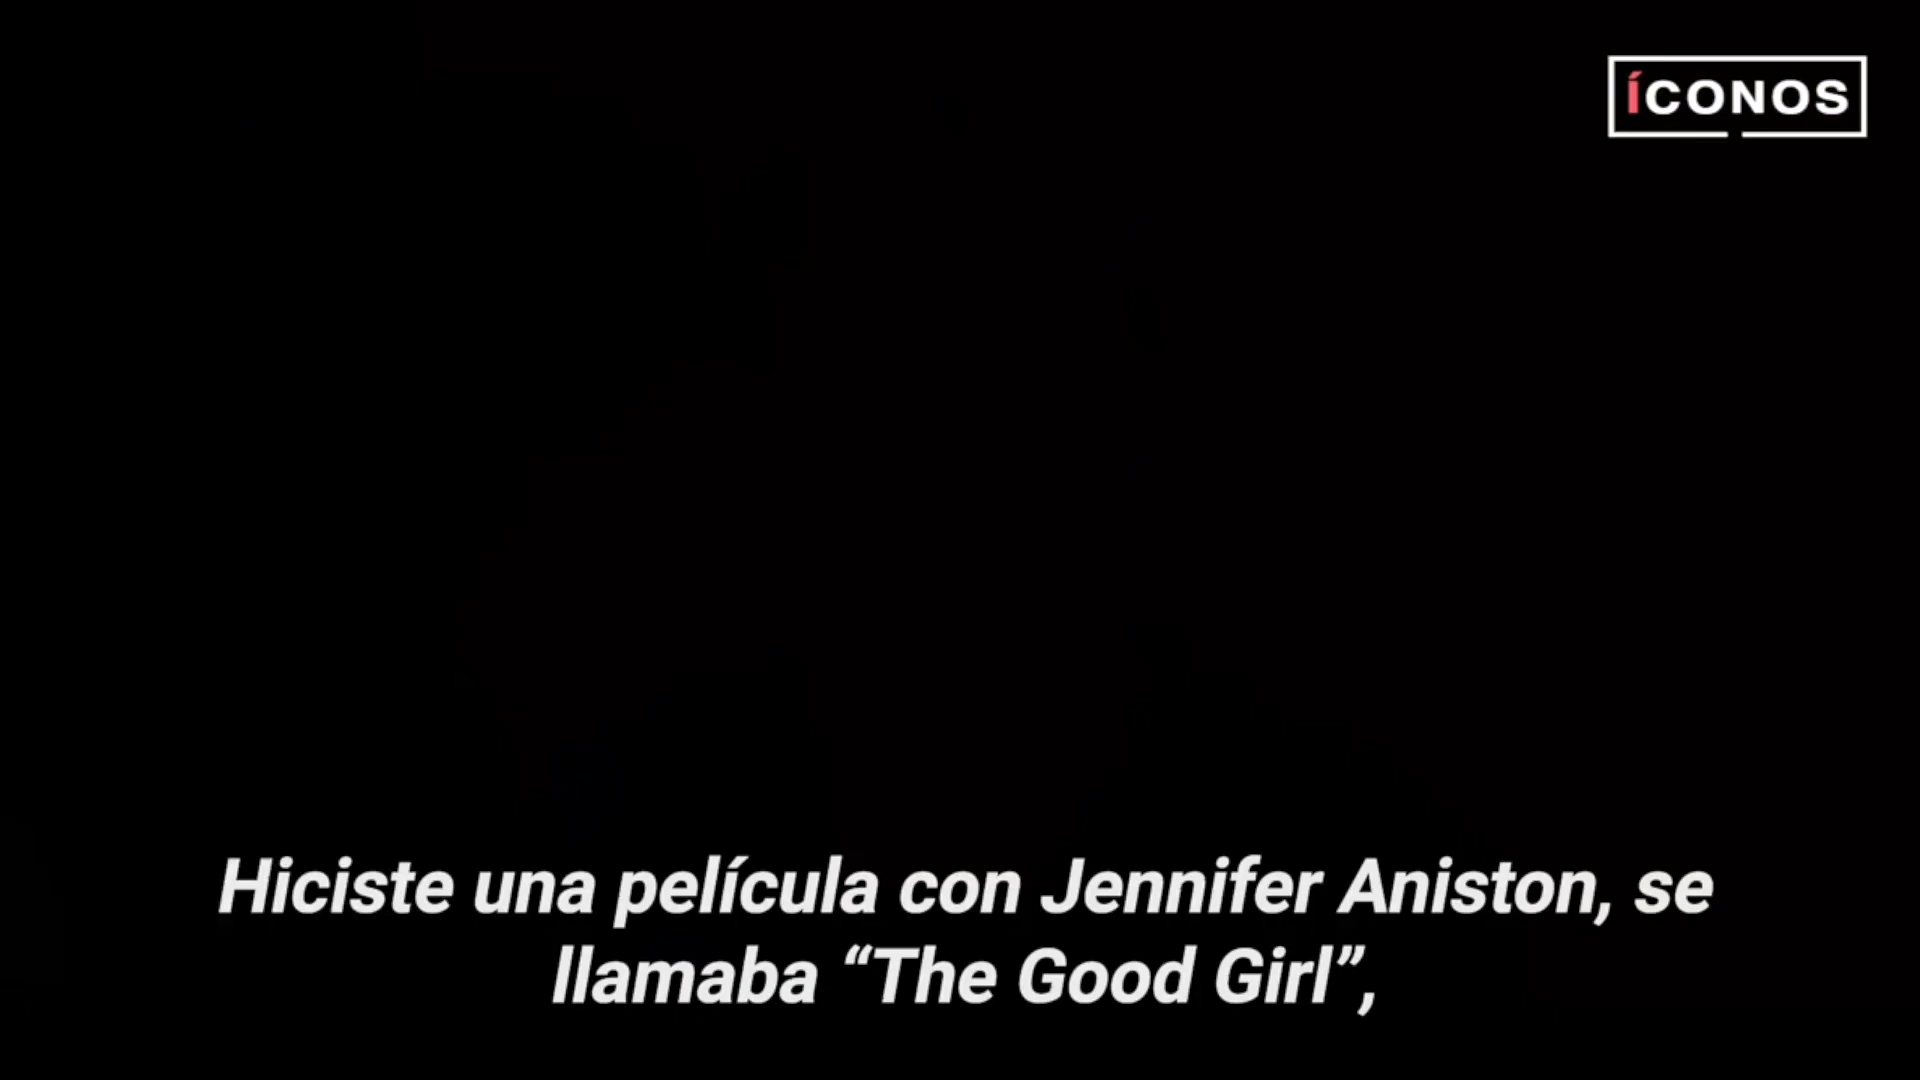 íCONOS
Hiciste una película con Jennifer Aniston, se
llamaba “The Good Girl”,